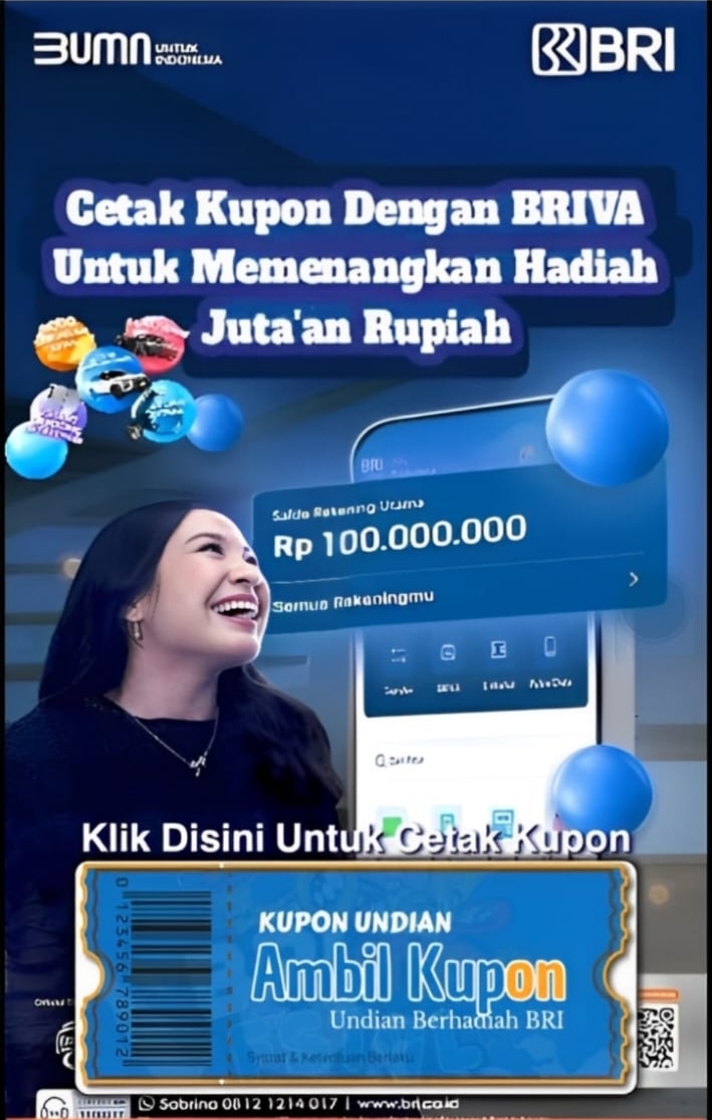 BUMN UNTUK INDONESIA
BRI
Cetak Kupon Dengan BRIVA
Untuk Memenangkan Hadiah
Juta'an Rupiah
BRI
Saldo Rekening Utama
Rp 100.000.000
Semua Rekeningmu
Klik Disini Untuk Cetak Kupon
0 123456 789012
KUPON UNDIAN
Ambil Kupon
Undian Berhadiah BRI
Syarat & Ketentuan Berlaku
Sabrina 0812 1214 017 | www.bri.co.id